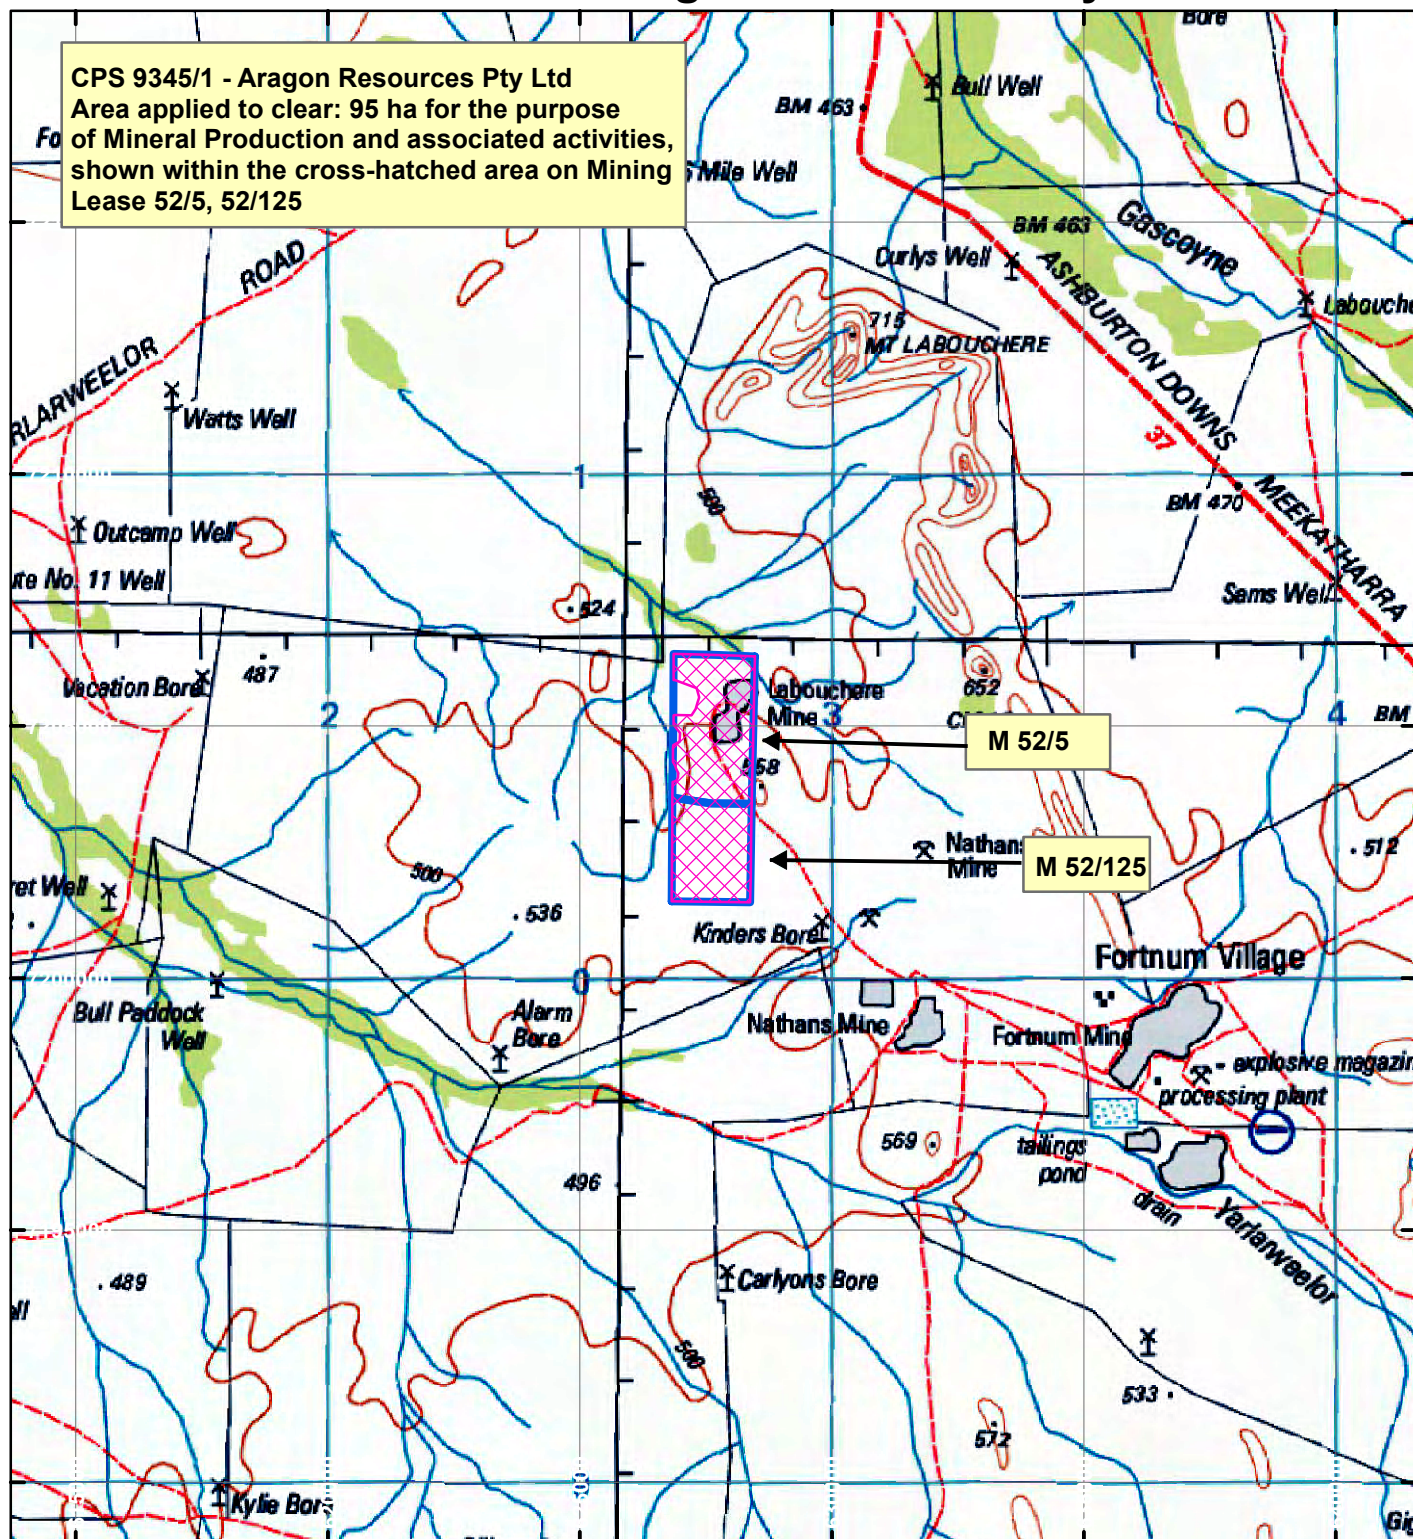 CPS 9345/1 - Aragon Resources Pty Ltd
Area applied to clear: 95 ha for the purpose
of Mineral Production and associated activities,
shown within the cross-hatched area on Mining
Lease 52/5, 52/125
Bore
Bull Well
BM 463
Mile Well
BM 463
Gascoyne
Curlys Well
ASHBURTON DOWNS
MEEKATHARRA
37
BM 470
Sams Well
ROAD
715
MT LABOUCHERE
Watts Well
1
500
Outcamp Well
No. 11 Well
524
487
Vacation Bore
2
Labouchere
Mine
3
652
4
BM
M 52/5
558
Nathans
Mine
M 52/125
512
500
Well
536
Kinders Bore
0
Fortnum Village
Bull Paddock
Well
Alarm
Bore
Nathans Mine
Fortnum Mine
explosive
processing plant
569
tailings
pond
drain
Yarlarweelor
496
489
Carlyons Bore
500
533
572
Kylie Bore